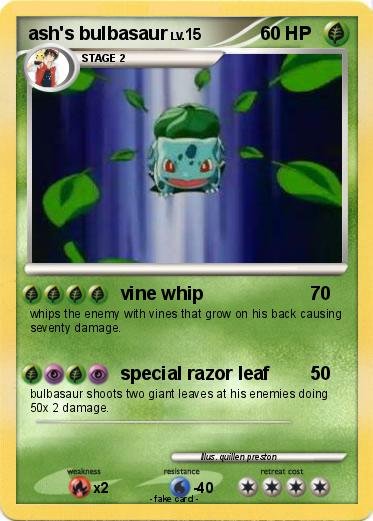 ash's bulbasaur LV.15 60 HP
STAGE 2
vine whip 70
whips the enemy with vines that grow on his back causing
seventy damage.
special razor leaf 50
bulbasaur shoots two giant leaves at his enemies doing
50x 2 damage.
Illus. quillen preston
weakness resistance retreat cost
x2 -40
- fake card -